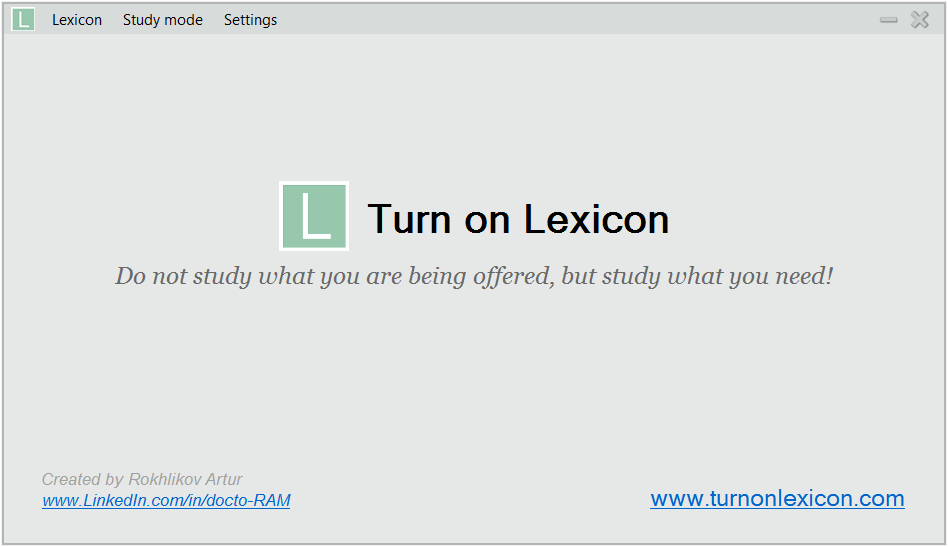 L Lexicon Study mode Settings
L Turn on Lexicon
Do not study what you are being offered, but study what you need!
Created by Rokhlikov Artur
www.LinkedIn.com/in/docto-RAM
www.turnonlexicon.com